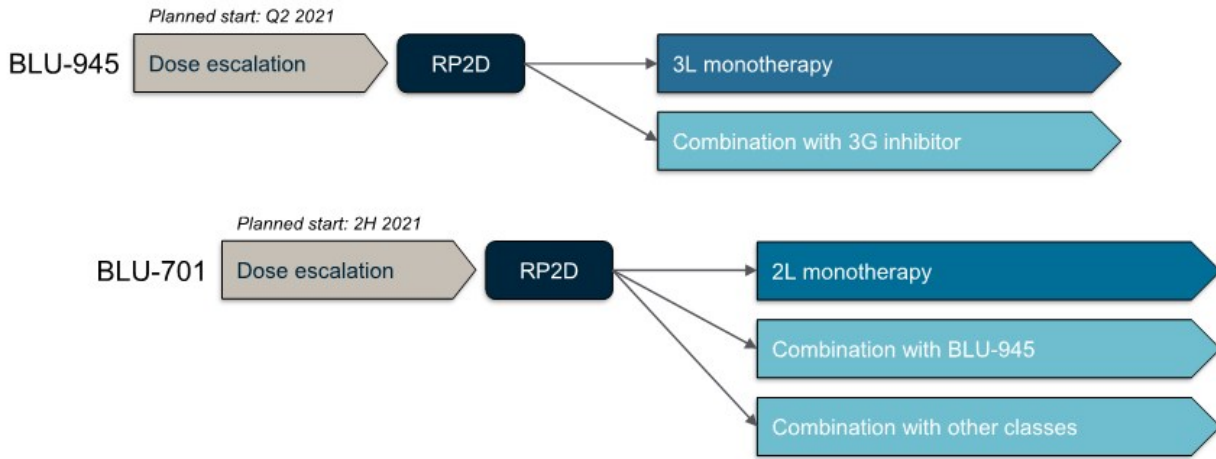 Planned start: Q2 2021
BLU-945
Dose escalation
RP2D
3L monotherapy
Combination with 3G inhibitor
Planned start: 2H 2021
BLU-701
Dose escalation
RP2D
2L monotherapy
Combination with BLU-945
Combination with other classes